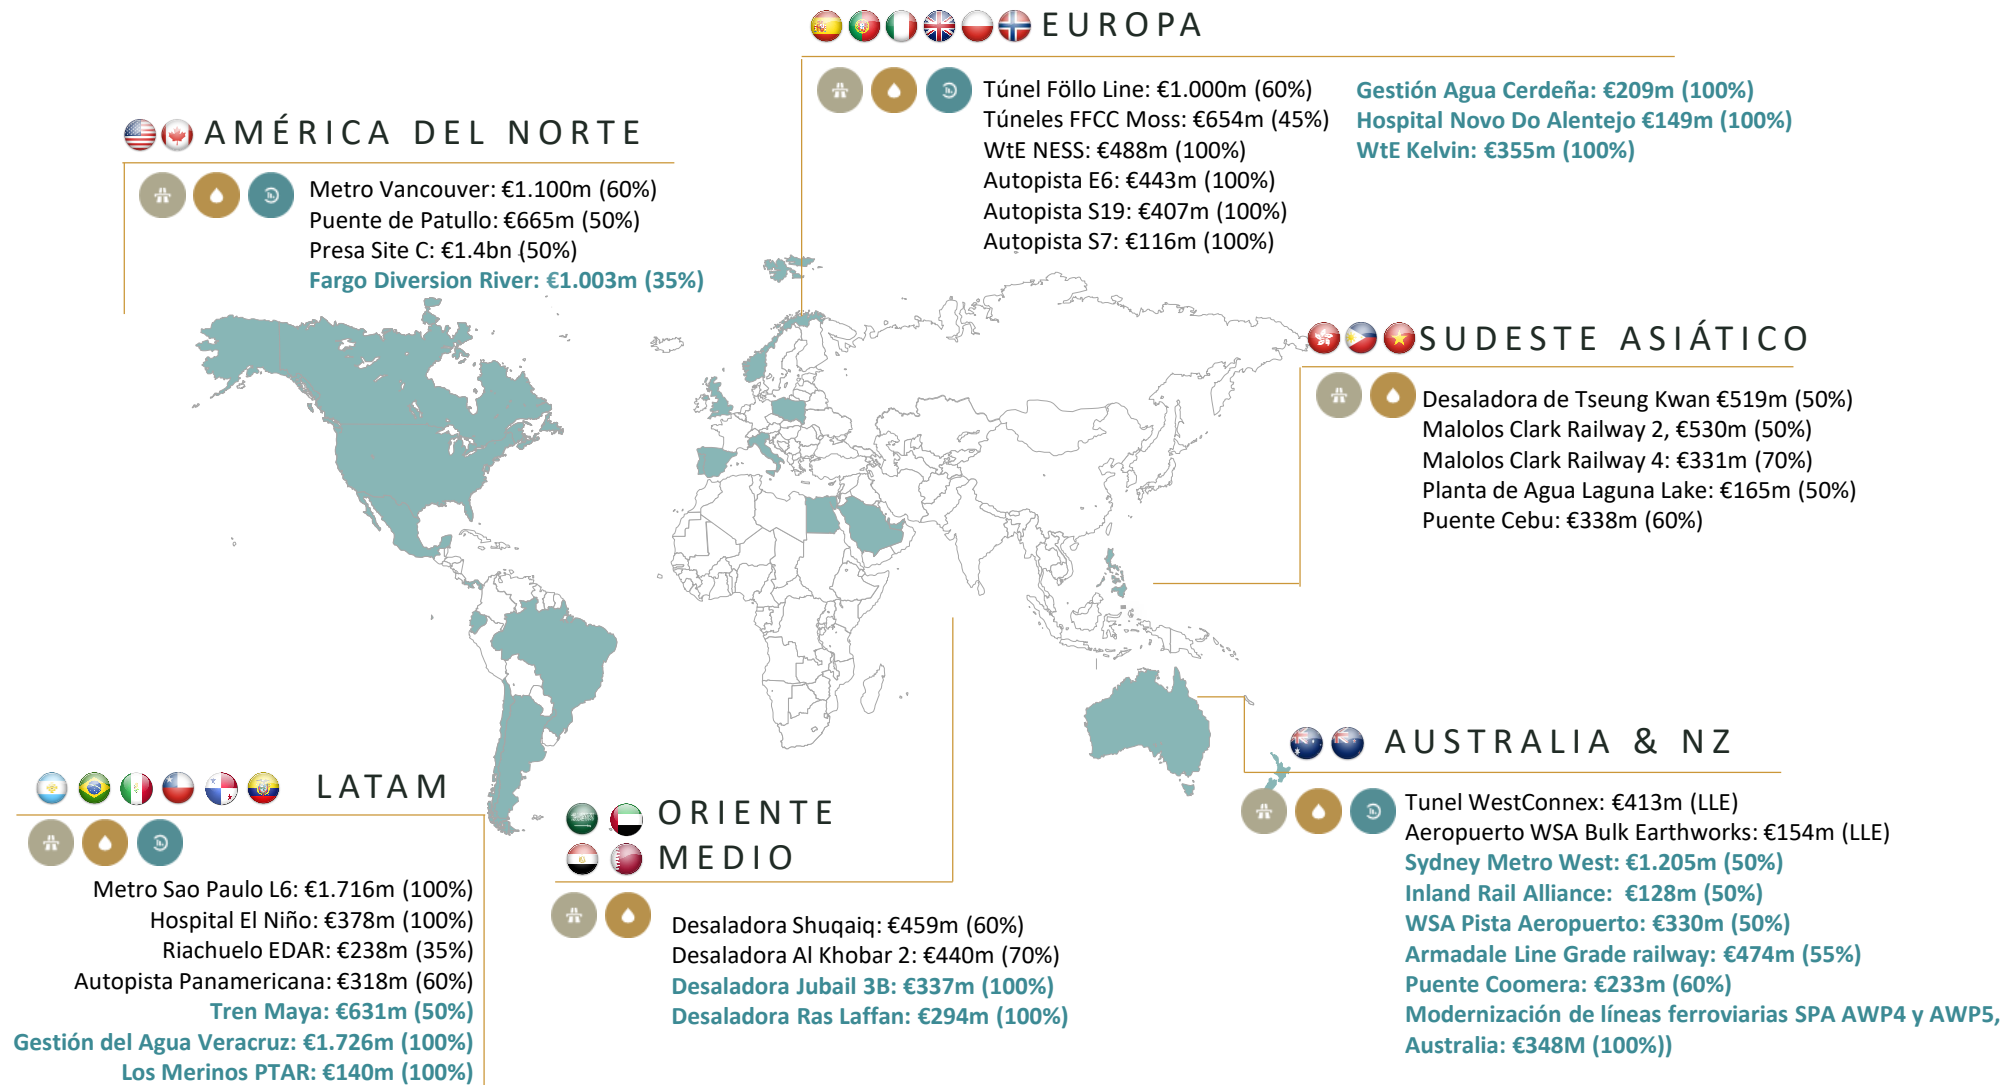 EUROPA
Túnel Föllo Line: €1.000m (60%)
Túneles FFCC Moss: €654m (45%)
WtE NESS: €488m (100%)
Autopista E6: €443m (100%)
Autopista S19: €407m (100%)
Autopista S7: €116m (100%)
Gestión Agua Cerdeña: €209m (100%)
Hospital Novo Do Alentejo €149m (100%)
WtE Kelvin: €355m (100%)
AMÉRICA DEL NORTE
Metro Vancouver: €1.100m (60%)
Puente de Patullo: €665m (50%)
Presa Site C: €1.4bn (50%)
Fargo Diversion River: €1.003m (35%)
SUDESTE ASIÁTICO
Desaladora de Tseung Kwan €519m (50%)
Malolos Clark Railway 2, €530m (50%)
Malolos Clark Railway 4: €331m (70%)
Planta de Agua Laguna Lake: €165m (50%)
Puente Cebu: €338m (60%)
AUSTRALIA & NZ
Tunel WestConnex: €413m (LLE)
Aeropuerto WSA Bulk Earthworks: €154m (LLE)
Sydney Metro West: €1.205m (50%)
Inland Rail Alliance: €128m (50%)
WSA Pista Aeropuerto: €330m (50%)
Armadale Line Grade railway: €474m (55%)
Puente Coomera: €233m (60%)
Modernización de líneas ferroviarias SPA AWP4 y AWP5,
Australia: €348M (100%))
LATAM
Metro Sao Paulo L6: €1.716m (100%)
Hospital El Niño: €378m (100%)
Riachuelo EDAR: €238m (35%)
Autopista Panamericana: €318m (60%)
Tren Maya: €631m (50%)
Gestión del Agua Veracruz: €1.726m (100%)
Los Merinos PTAR: €140m (100%)
ORIENTE
MEDIO
Desaladora Shuqaiq: €459m (60%)
Desaladora Al Khobar 2: €440m (70%)
Desaladora Jubail 3B: €337m (100%)
Desaladora Ras Laffan: €294m (100%)